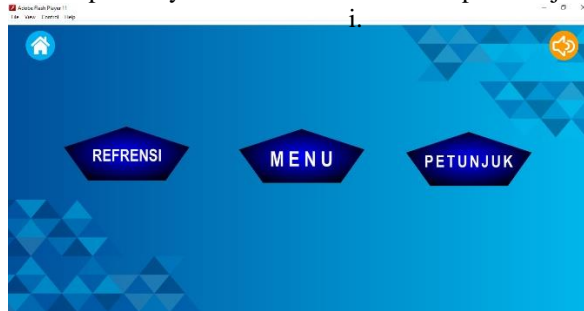 i.
Adobe Flash Player 11
File View Control Help
REFRENSI
MENU
PETUNJUK